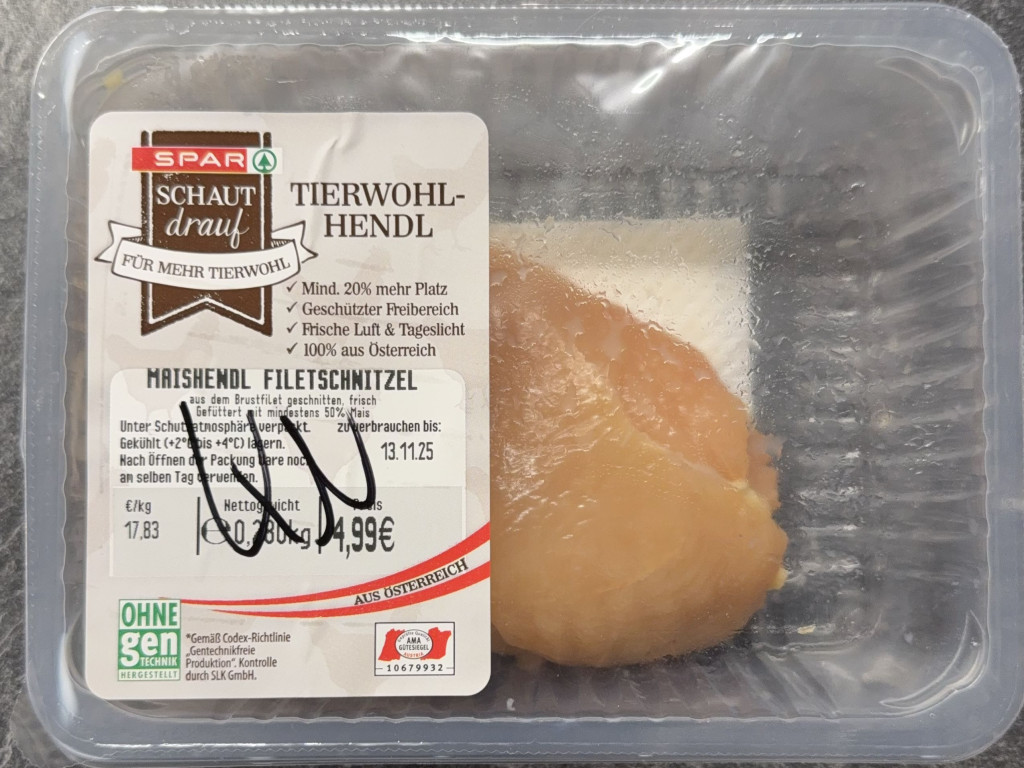 SPAR
SCHAUT
drauf
FÜR MEHR TIERWOHL
TIERWOHL-
HENDL
✓ Mind. 20% mehr Platz
✓ Geschützter Freibereich
✓ Frische Luft & Tageslicht
✓ 100% aus Österreich
MAISHENDL FILETSCHNITZEL
aus dem Brustfilet geschnitten, frisch
Gefüttert mit mindestens 50% Mais
Unter Schutzatmosphäre verpackt. zu verbrauchen bis:
Gekühlt (+2°C bis +4°C) lagern. 13.11.25
Nach Öffnen der Packung Ware noch
am selben Tag verwenden.
€/kg Nettogewicht Preis
17,83 ℮0,280kg 4,99€
AUS ÖSTERREICH
OHNE
gen
TECHNIK
HERGESTELLT
*Gemäß Codex-Richtlinie
„Gentechnikfreie
Produktion". Kontrolle
durch SLK GmbH.
AMA
GÜTESIEGEL
AUSTRIA
10679932